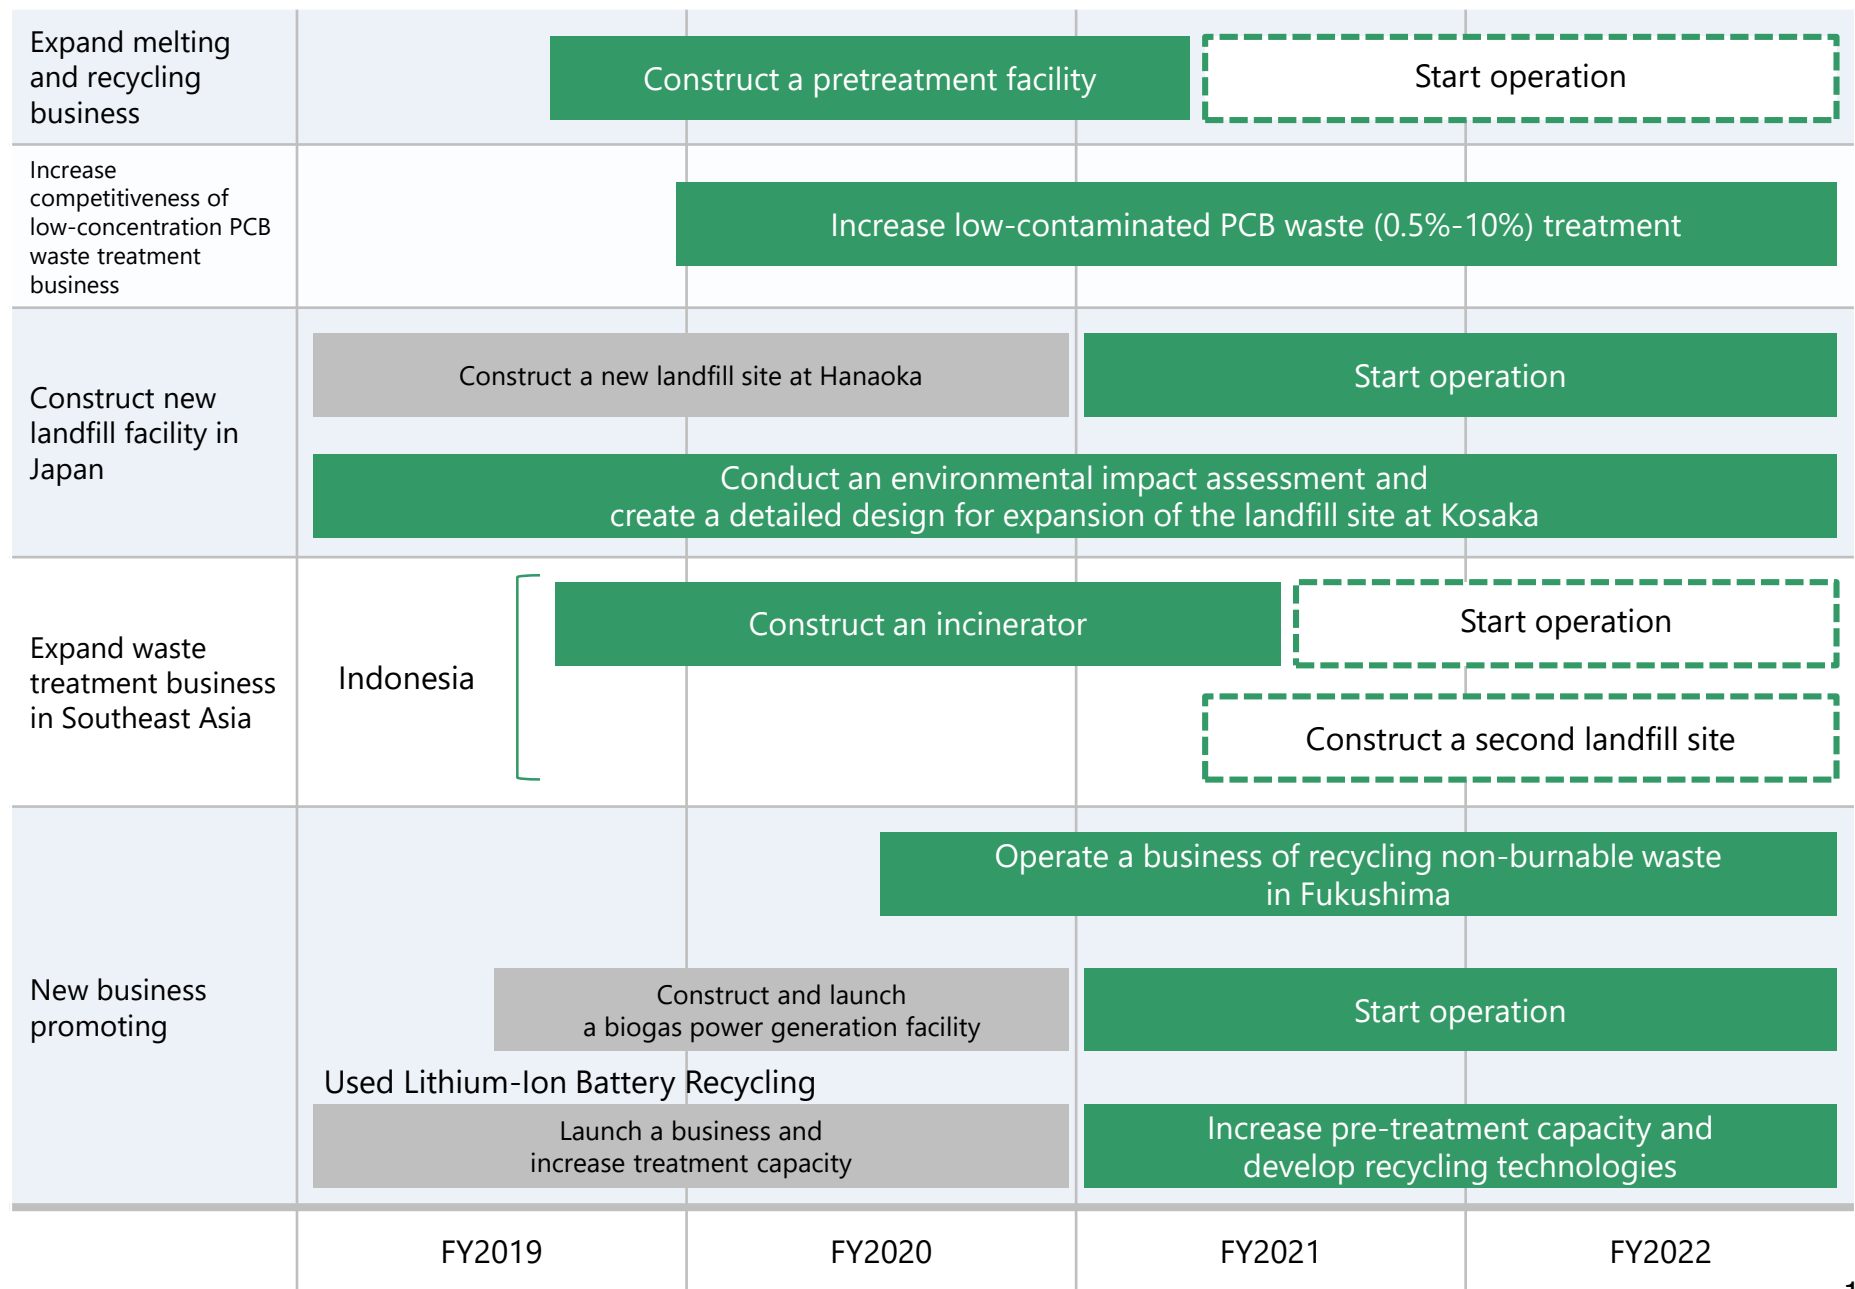 Expand melting
and recycling
business
Construct a pretreatment facility
Start operation
Increase
competitiveness of
low-concentration PCB
waste treatment
business
Increase low-contaminated PCB waste (0.5%-10%) treatment
Construct new
landfill facility in
Japan
Construct a new landfill site at Hanaoka
Start operation
Conduct an environmental impact assessment and
create a detailed design for expansion of the landfill site at Kosaka
Expand waste
treatment business
in Southeast Asia
Indonesia
Construct an incinerator
Start operation
Construct a second landfill site
New business
promoting
Operate a business of recycling non-burnable waste
in Fukushima
Construct and launch
a biogas power generation facility
Start operation
Used Lithium-Ion Battery Recycling
Launch a business and
increase treatment capacity
Increase pre-treatment capacity and
develop recycling technologies
FY2019
FY2020
FY2021
FY2022